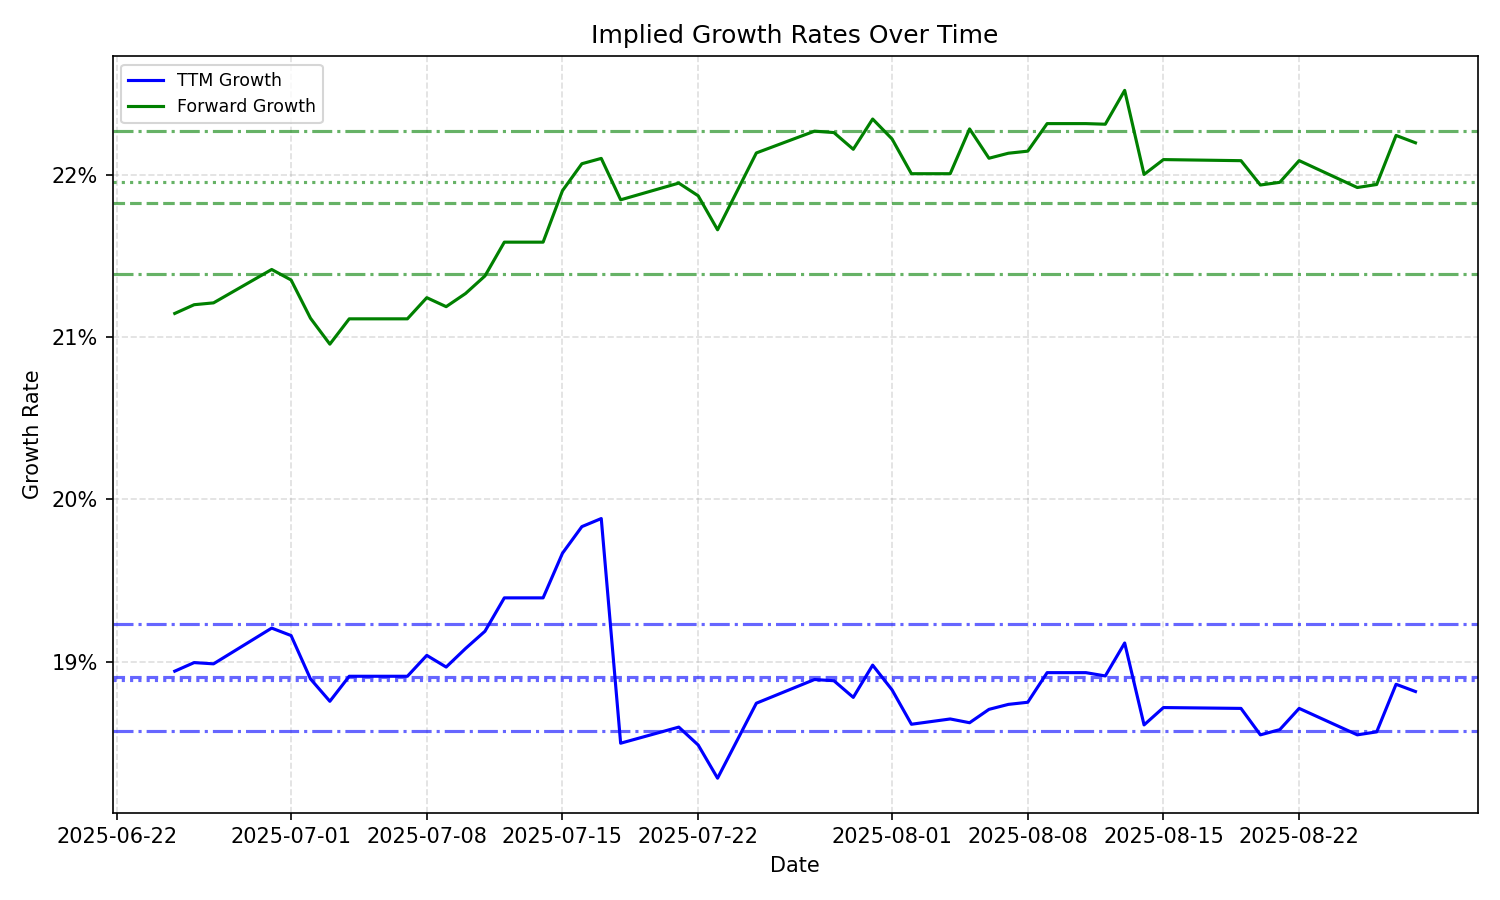 Implied Growth Rates Over Time
TTM Growth
Forward Growth
22%
21%
20%
19%
Growth Rate
2025-06-22 2025-07-01 2025-07-08 2025-07-15 2025-07-22 2025-08-01 2025-08-08 2025-08-15 2025-08-22
Date